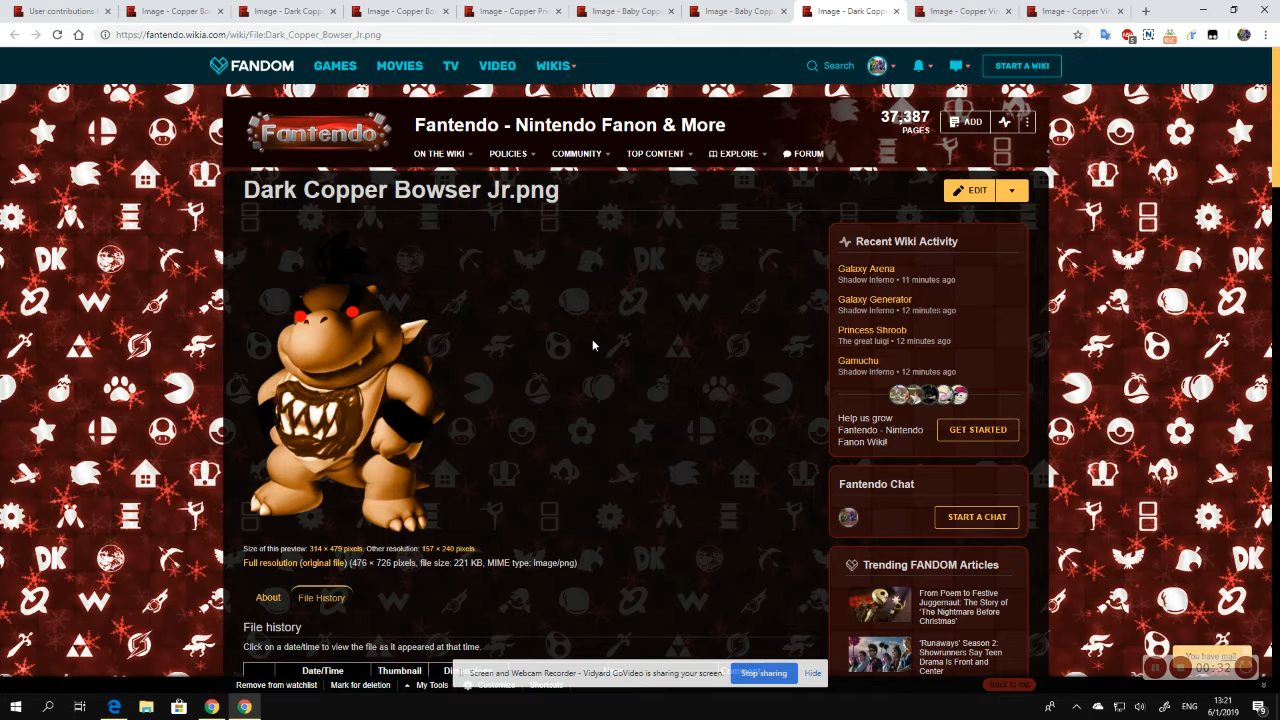 User contributions
Image - Copper Bo
Image - Dark Copp
Image - Copper Bo
Image - Copper Pri
Image - Baby Copp
Image - Baby Copp
Image - Dark Copp
Image - Copper Vil
Image - Copper Vil
https://fantendo.wikia.com/wiki/File:Dark_Copper_Bowser_Jr.png
FANDOM GAMES MOVIES TV VIDEO WIKIS Search START A WIKI
Fantendo
Fantendo - Nintendo Fanon & More
37,387
PAGES
ADD
ON THE WIKI POLICIES COMMUNITY TOP CONTENT EXPLORE FORUM
Dark Copper Bowser Jr.png
EDIT
Size of this preview: 314 × 479 pixels. Other resolution: 157 × 240 pixels.
Full resolution (original file) (476 × 726 pixels, file size: 221 KB, MIME type: image/png)
About File History
File history
Click on a date/time to view the file as it appeared at that time.
Date/Time Thumbnail
Recent Wiki Activity
Galaxy Arena
Shadow Inferno • 11 minutes ago
Galaxy Generator
Shadow Inferno • 12 minutes ago
Princess Shroob
The great luigi • 12 minutes ago
Gamuchu
Shadow Inferno • 12 minutes ago
Help us grow
Fantendo - Nintendo
Fanon Wiki!
GET STARTED
Fantendo Chat
START A CHAT
Trending FANDOM Articles
From Poem to Festive
Juggernaut: The Story of
'The Nightmare Before
Christmas'
'Runaways' Season 2:
Showrunners Say Teen
Drama Is Front and
Center
You have mail
00:32
Back to top
Screen and Webcam Recorder - Vidyard GoVideo is sharing your screen. Stop sharing Hide
Remove from watchlist Mark for deletion My Tools Customize Shortcuts
ENG
13:21
6/1/2019